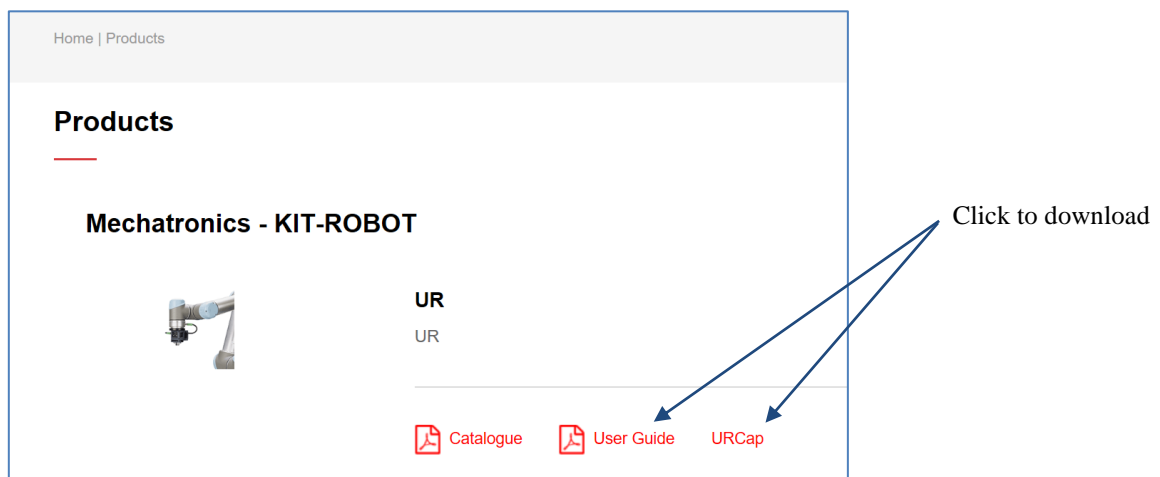 Home | Products
Products
Mechatronics - KIT-ROBOT
Click to download
UR
UR
Catalogue User Guide URCap